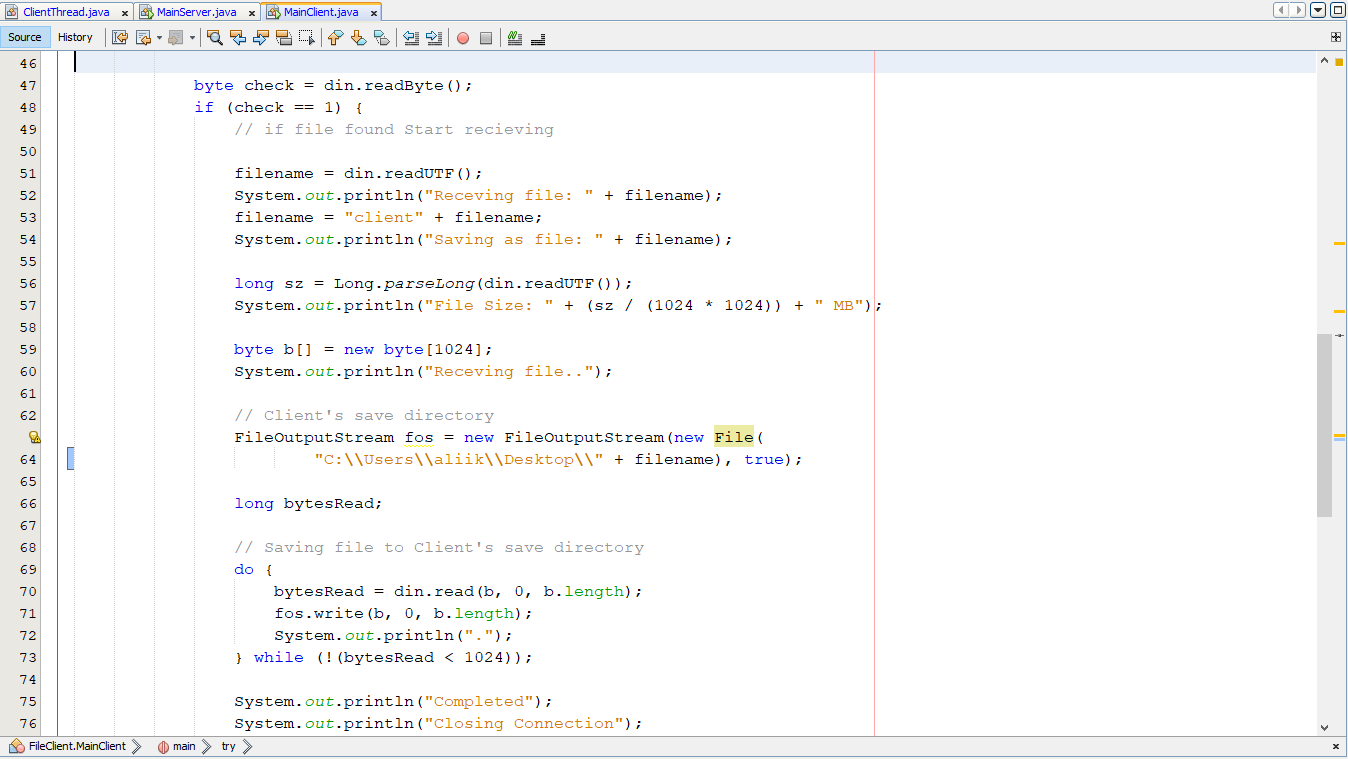 ClientThread.java x MainServer.java x MainClient.java x
Source History
46
47 byte check = din.readByte();
48 if (check == 1) {
49 // if file found Start recieving
50
51 filename = din.readUTF();
52 System.out.println("Receving file: " + filename);
53 filename = "client" + filename;
54 System.out.println("Saving as file: " + filename);
55
56 long sz = Long.parseLong(din.readUTF());
57 System.out.println("File Size: " + (sz / (1024 * 1024)) + " MB");
58
59 byte b[] = new byte[1024];
60 System.out.println("Receving file..");
61
62 // Client's save directory
FileOutputStream fos = new FileOutputStream(new File(
64 "C:\\Users\\aliik\\Desktop\\" + filename), true);
65
66 long bytesRead;
67
68 // Saving file to Client's save directory
69 do {
70 bytesRead = din.read(b, 0, b.length);
71 fos.write(b, 0, b.length);
72 System.out.println(".");
73 } while (!(bytesRead < 1024));
74
75 System.out.println("Completed");
76 System.out.println("Closing Connection");
FileClient.MainClient main try x